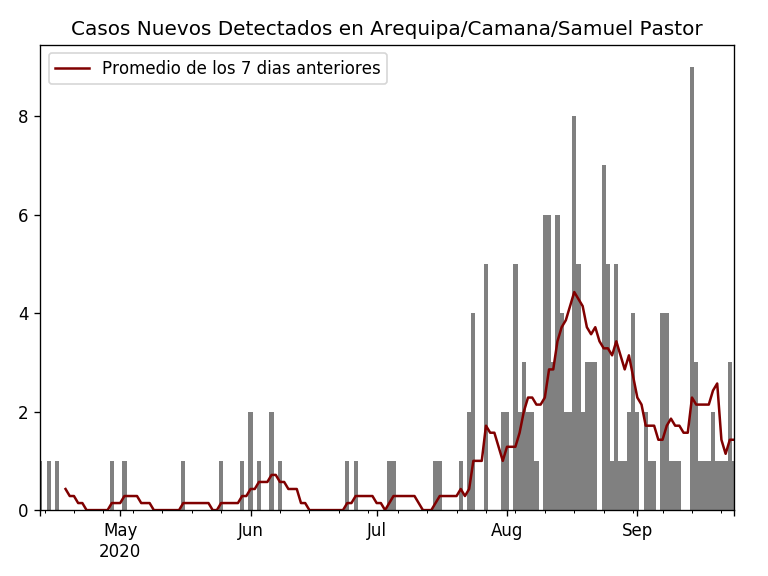 Casos Nuevos Detectados en Arequipa/Camana/Samuel Pastor
Promedio de los 7 dias anteriores
8
6
4
2
0
May Jun Jul Aug Sep
2020